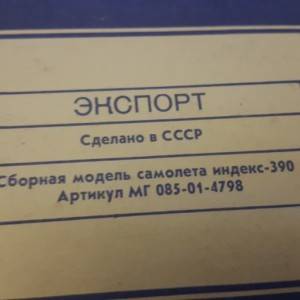 ЭКСПОРТ
Сделано в СССР
Сборная модель самолета индекс-390
Артикул МГ 085-01-4798